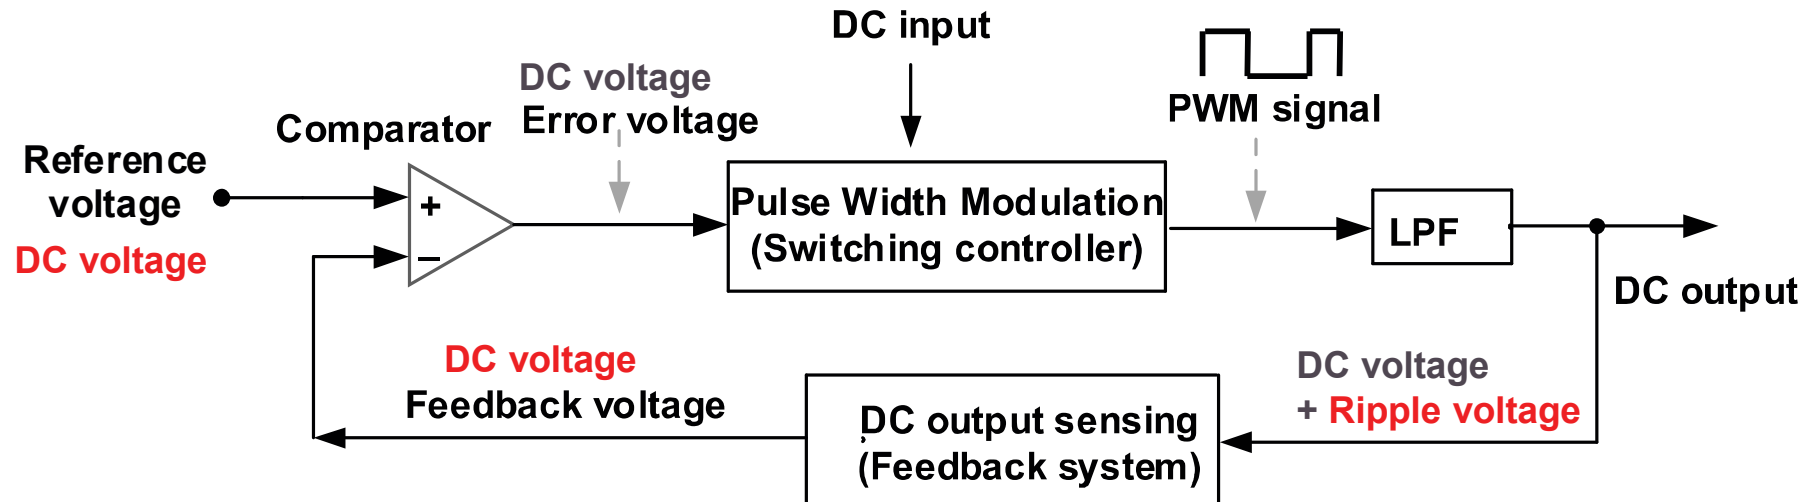 DC input
DC voltage
Error voltage
PWM signal
Comparator
Reference
voltage
DC voltage
+
−
Pulse Width Modulation
(Switching controller)
LPF
DC output
DC voltage
Feedback voltage
DC output sensing
(Feedback system)
DC voltage
+ Ripple voltage